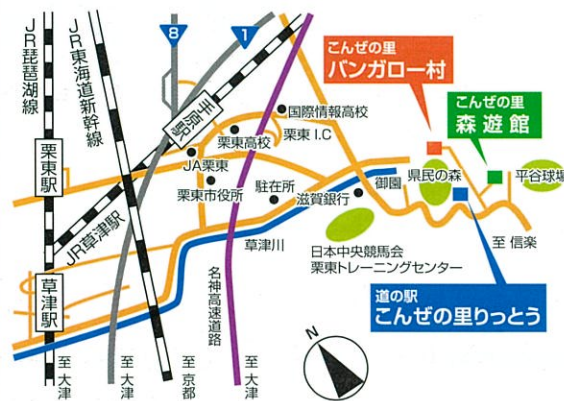 JR琵琶湖線
JR東海道新幹線
8
1
こんぜの里
バンガロー村
こんぜの里
森遊館
手原駅
国際情報高校
栗東高校
栗東 I.C
JA栗東
栗東市役所
栗東駅
駐在所
滋賀銀行
御園
県民の森
平谷球場
JR草津駅
草津川
日本中央競馬会
栗東トレーニングセンター
至 信楽
草津駅
名神高速道路
道の駅
こんぜの里りっとう
N
至 大津
至 大津
至 京都
至 大津